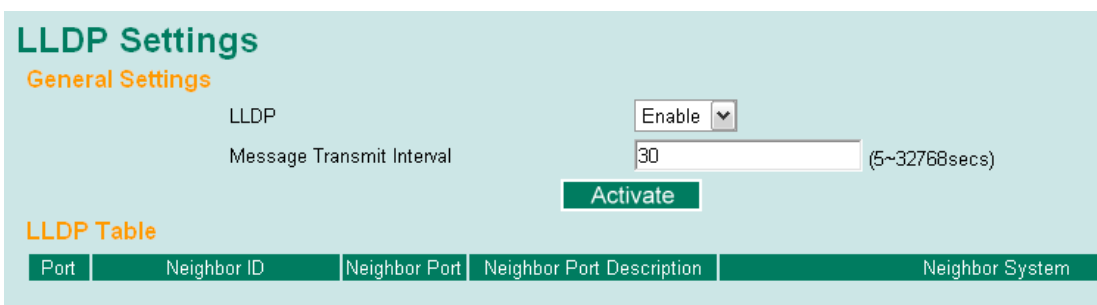 LLDP Settings
General Settings
LLDP Enable
Message Transmit Interval 30 (5~32768secs)
Activate
LLDP Table
Port Neighbor ID Neighbor Port Neighbor Port Description Neighbor System